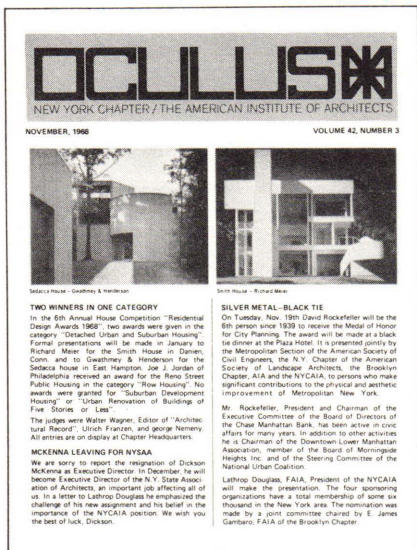 OCULUS
NEW YORK CHAPTER / THE AMERICAN INSTITUTE OF ARCHITECTS
NOVEMBER, 1968
VOLUME 42, NUMBER 3
Sedacca House - Gwathmey & Henderson
Smith House - Richard Meier
TWO WINNERS IN ONE CATEGORY
In the 6th Annual House Competition "Residential
Design Awards 1968", two awards were given in the
category "Detached Urban and Suburban Housing".
Formal presentations will be made in January to
Richard Meier for the Smith House in Darien,
Conn. and to Gwathmey & Henderson for the
Sedacca house in East Hampton. Joe J. Jordan of
Philadelphia received an award for the Reno Street
Public Housing in the category "Row Housing". No
awards were granted for "Suburban Development
Housing" or "Urban Renovation of Buildings of
Five Stories or Less".
The judges were Walter Wagner, Editor of "Architec-
tural Record", Ulrich Franzen, and george Nemeny.
All entries are on display at Chapter Headquarters.
MCKENNA LEAVING FOR NYSAA
We are sorry to report the resignation of Dickson
McKenna as Executive Director. In December, he will
become Executive Director of the N.Y. State Associ-
ation of Architects, an important job affecting all of
us. In a letter to Lathrop Douglass he emphasized the
challenge of his new assignment and his belief in the
importance of the NYCAIA position. We wish you
the best of luck, Dickson.
SILVER METAL–BLACK TIE
On Tuesday, Nov. 19th David Rockefeller will be the
6th person since 1939 to receive the Medal of Honor
for City Planning. The award will be made at a black
tie dinner at the Plaza Hotel. It is presented jointly by
the Metropolitan Section of the American Society of
Civil Engineers, the N.Y. Chapter of the American
Society of Landscape Architects, the Brooklyn
Chapter, AIA and the NYCAIA, to persons who make
significant contributions to the physical and aesthetic
improvement of Metropolitan New York.
Mr. Rockefeller, President and Chairman of the
Executive Committee of the Board of Directors of
the Chase Manhattan Bank, has been active in civic
affairs for many years. In addition to other activities
he is Chairman of the Downtown-Lower Manhattan
Association, member of the Board of Morningside
Heights Inc. and of the Steering Committee of the
National Urban Coalition.
Lathrop Douglass, FAIA, President of the NYCAIA
will make the presentation. The four sponsoring
organizations have a total membership of some six
thousand in the New York area. The nomination was
made by a joint committee chaired by E. James
Gambaro, FAIA of the Brooklyn Chapter.